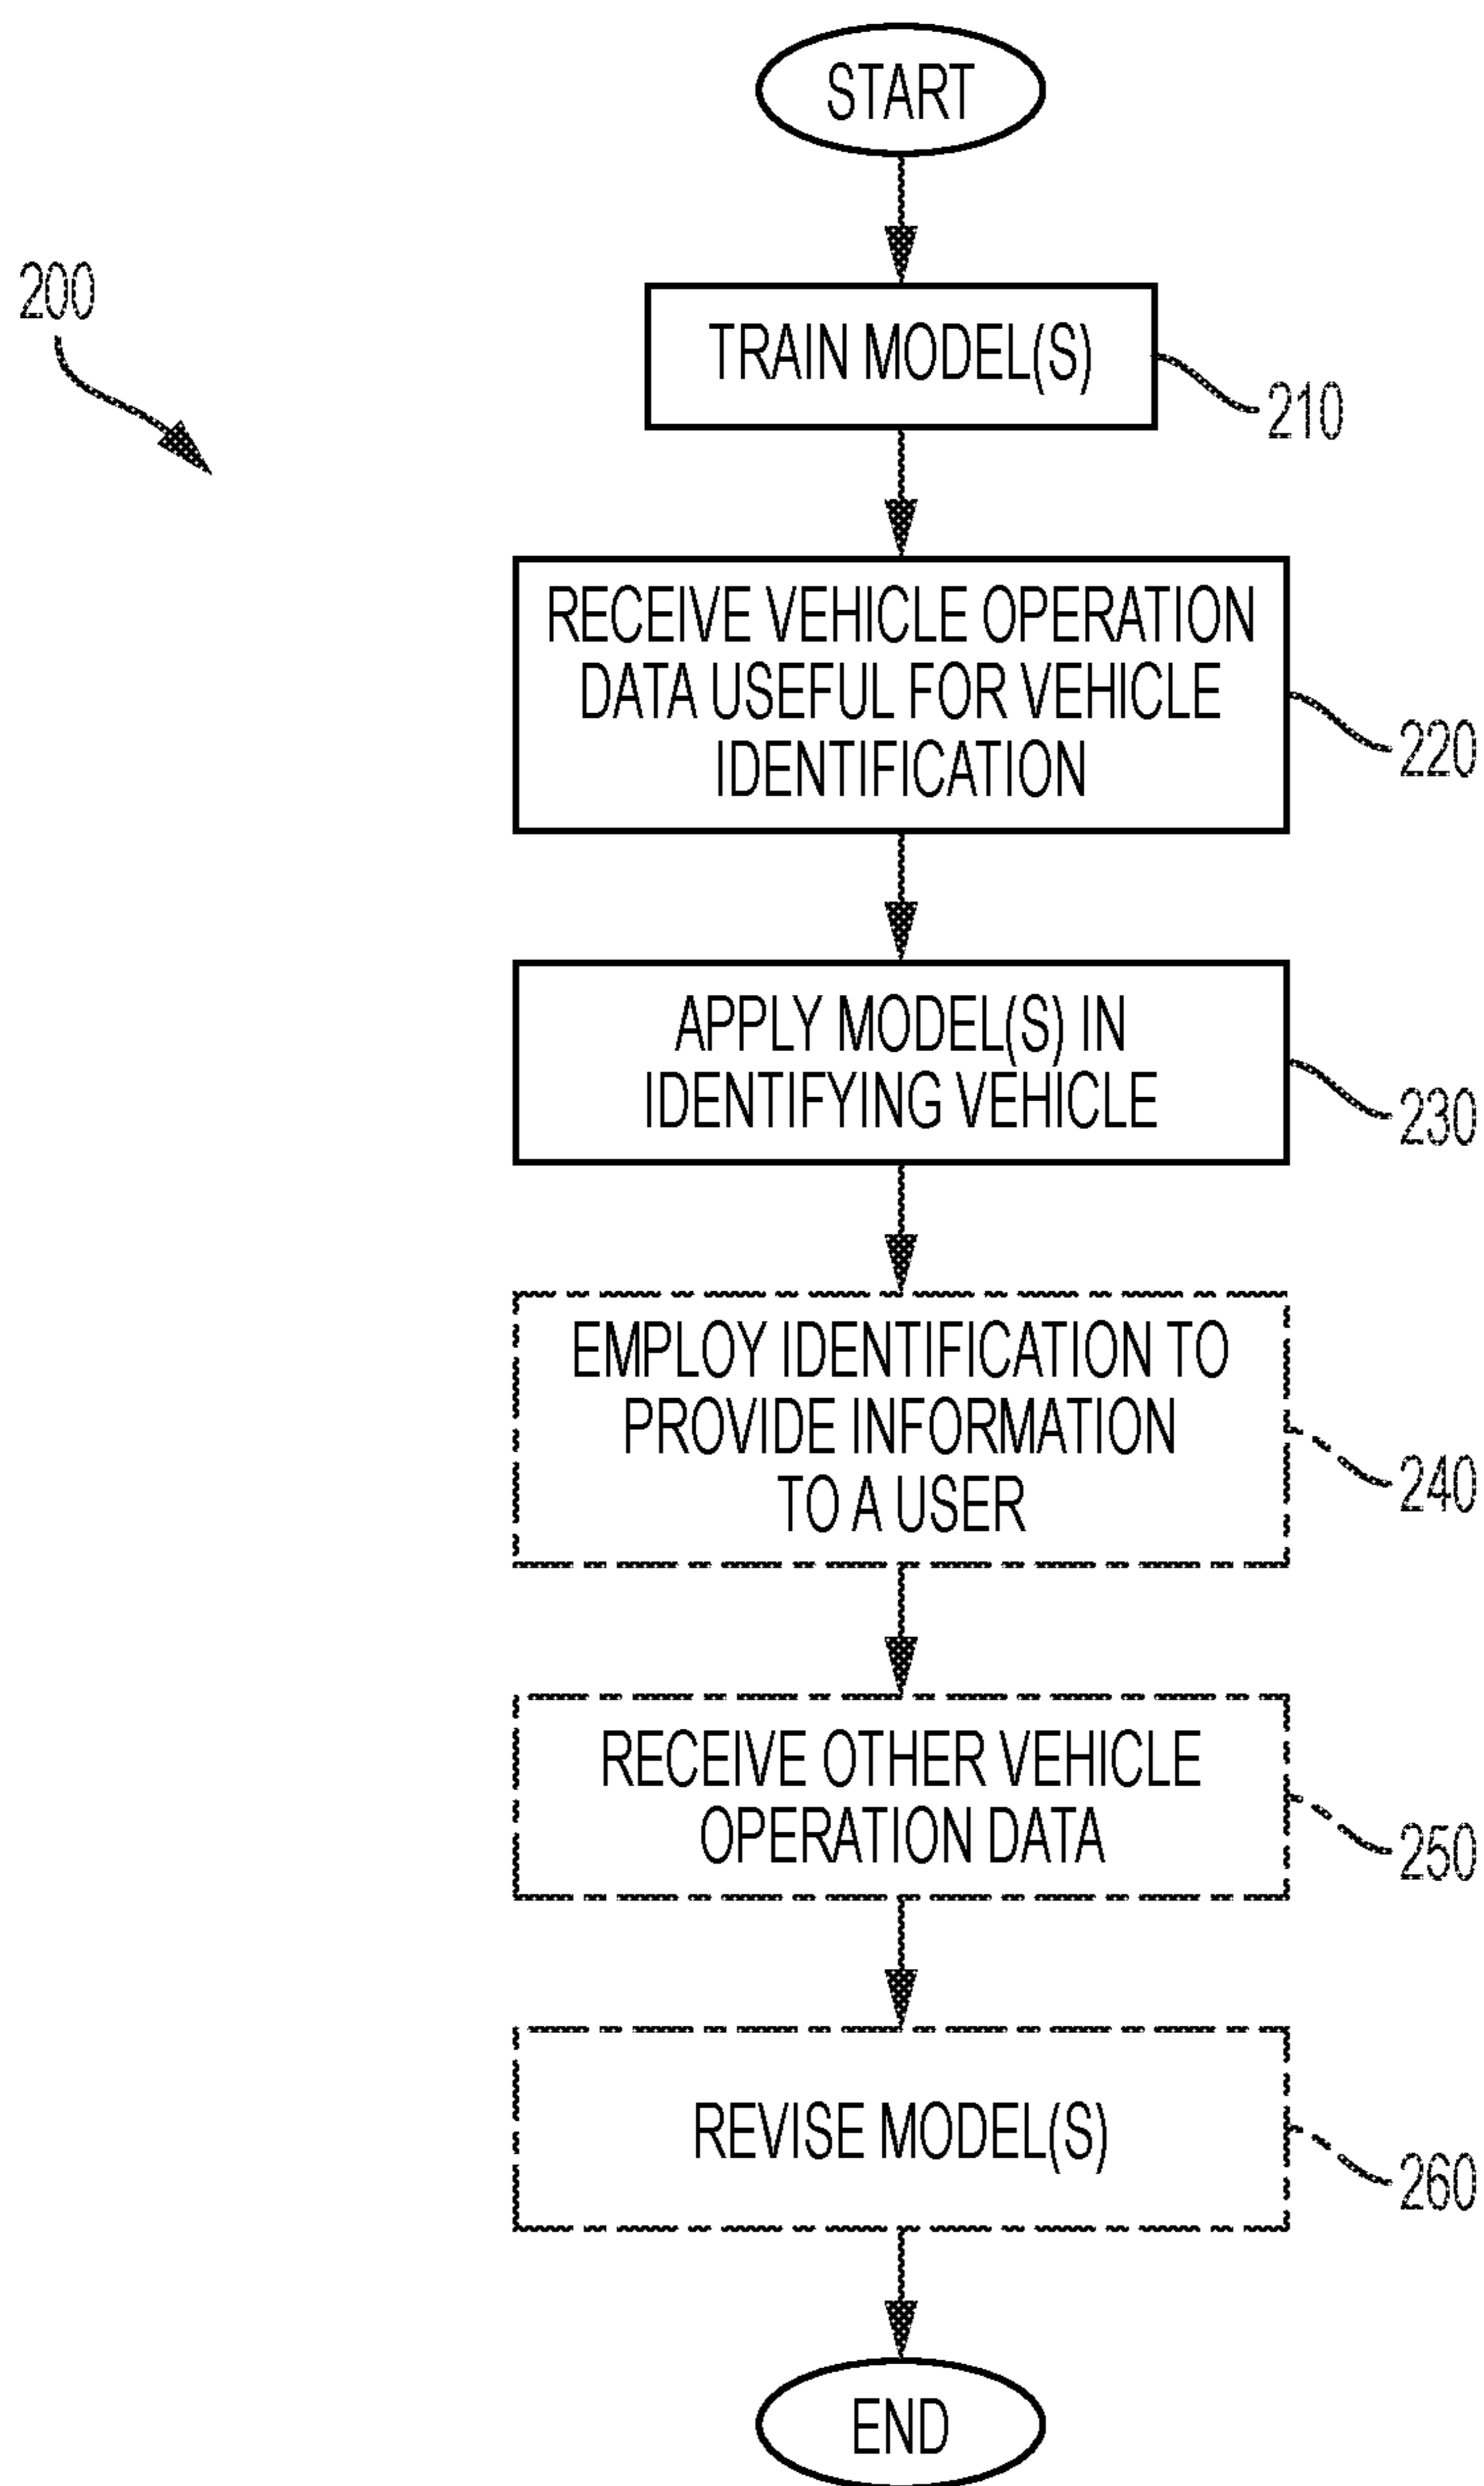 START
200
TRAIN MODEL(S)
210
RECEIVE VEHICLE OPERATION
DATA USEFUL FOR VEHICLE
IDENTIFICATION
220
APPLY MODEL(S) IN
IDENTIFYING VEHICLE
230
EMPLOY IDENTIFICATION TO
PROVIDE INFORMATION
TO A USER
240
RECEIVE OTHER VEHICLE
OPERATION DATA
250
REVISE MODEL(S)
260
END